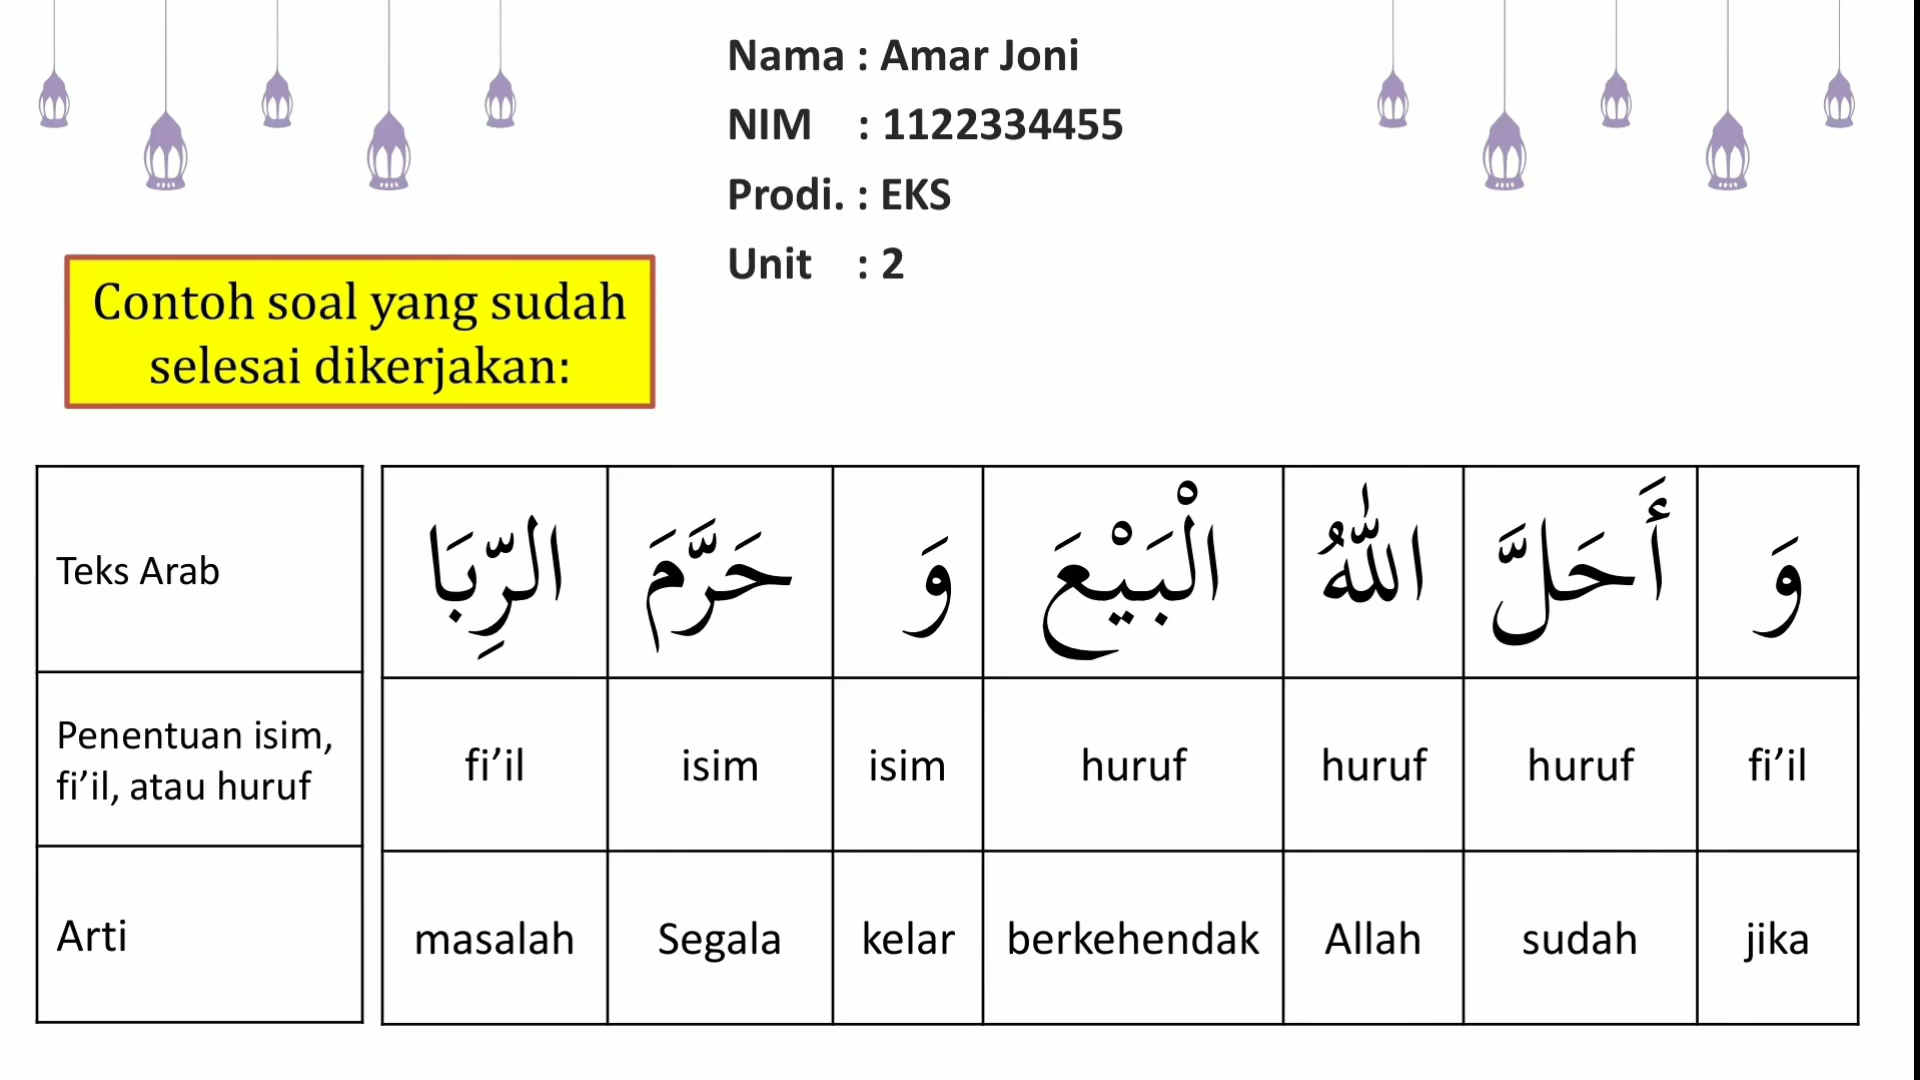 Nama : Amar Joni
NIM : 1122334455
Prodi. : EKS
Unit : 2
Contoh soal yang sudah
selesai dikerjakan:
Teks Arab
وَ أَحَلَّ اللّٰهُ الْبَيْعَ وَ حَرَّمَ الرِّبَا
Penentuan isim,
fi’il, atau huruf
fi’il isim isim huruf huruf huruf fi’il
Arti
masalah Segala kelar berkehendak Allah sudah jika